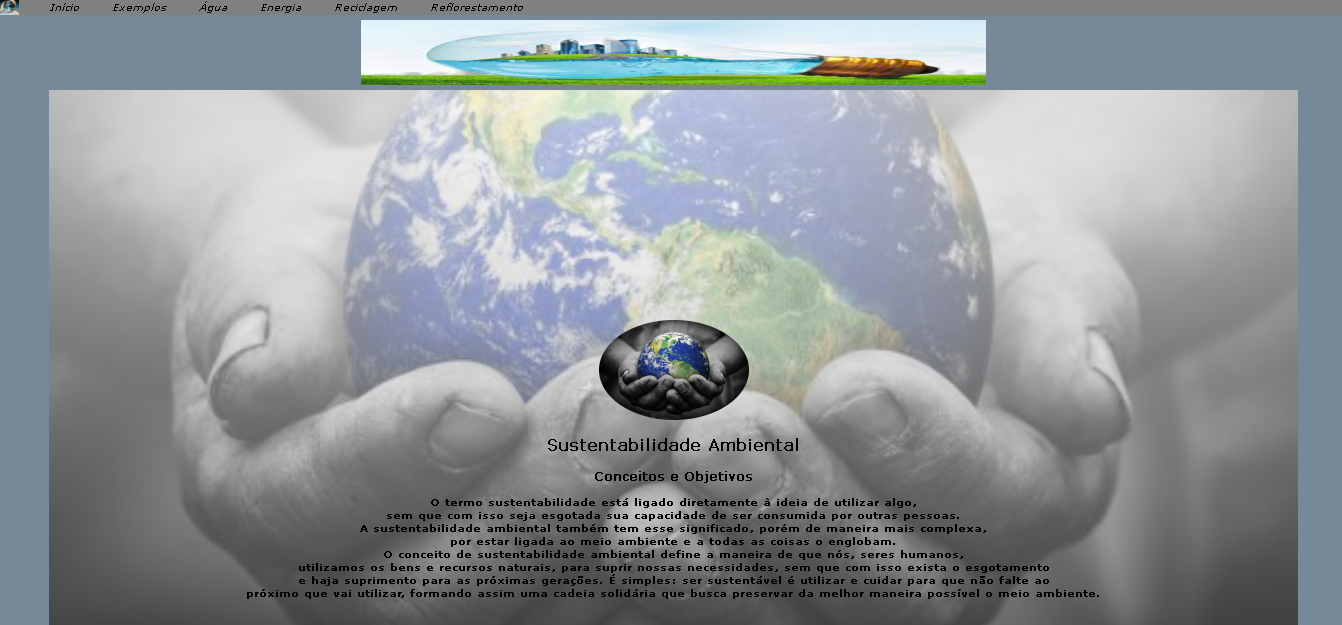 Início Exemplos Água Energia Reciclagem Reflorestamento
Sustentabilidade Ambiental
Conceitos e Objetivos
O termo sustentabilidade está ligado diretamente à ideia de utilizar algo,
sem que com isso seja esgotada sua capacidade de ser consumida por outras pessoas.
A sustentabilidade ambiental também tem esse significado, porém de maneira mais complexa,
por estar ligada ao meio ambiente e a todas as coisas o englobam.
O conceito de sustentabilidade ambiental define a maneira de que nós, seres humanos,
utilizamos os bens e recursos naturais, para suprir nossas necessidades, sem que com isso exista o esgotamento
e haja suprimento para as próximas gerações. É simples: ser sustentável é utilizar e cuidar para que não falte ao
próximo que vai utilizar, formando assim uma cadeia solidária que busca preservar da melhor maneira possível o meio ambiente.